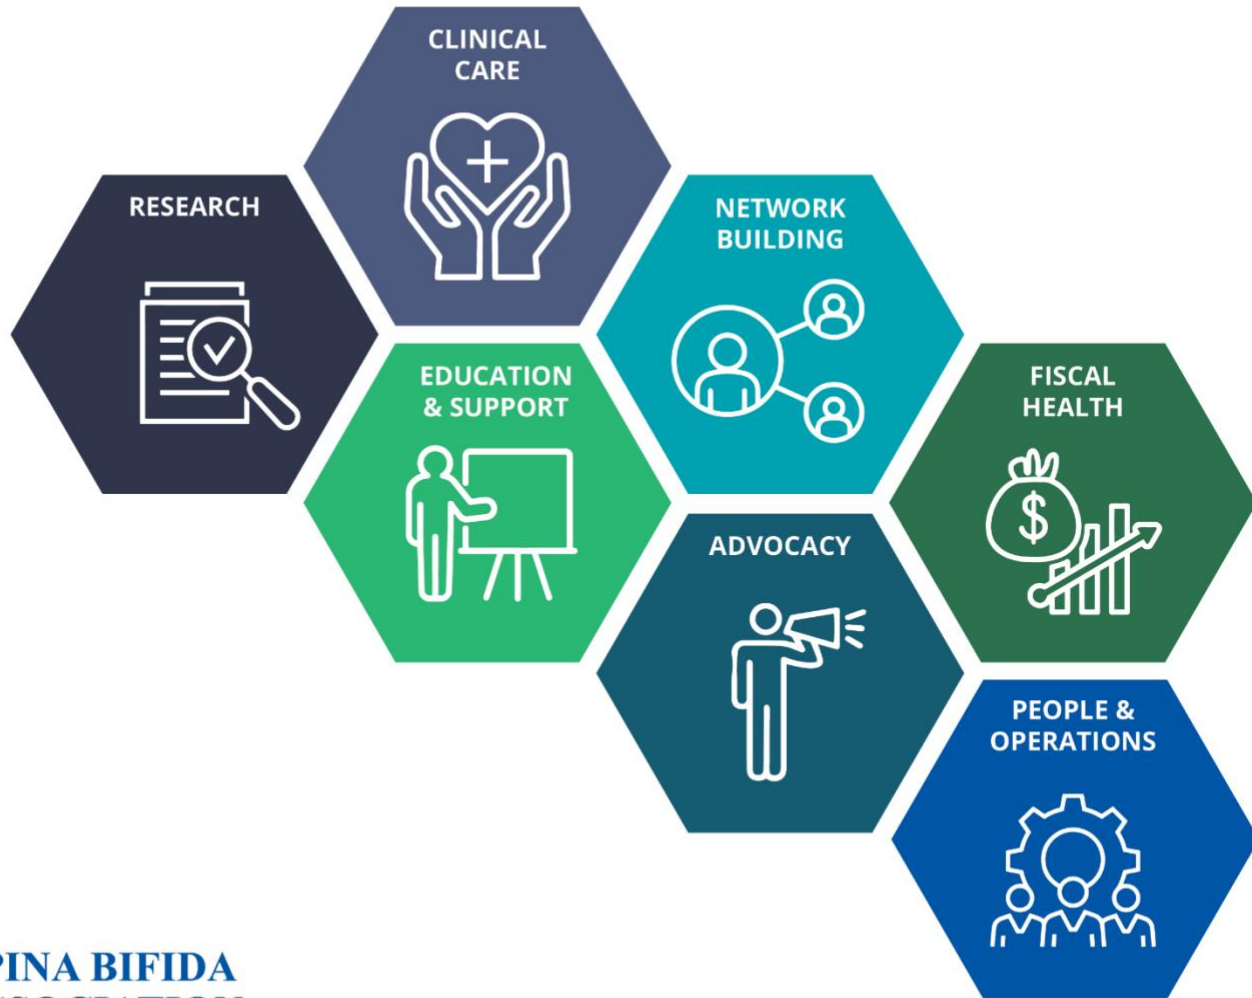 CLINICAL
CARE
RESEARCH
NETWORK
BUILDING
EDUCATION
& SUPPORT
FISCAL
HEALTH
$
ADVOCACY
PEOPLE &
OPERATIONS
PINA BIFIDA